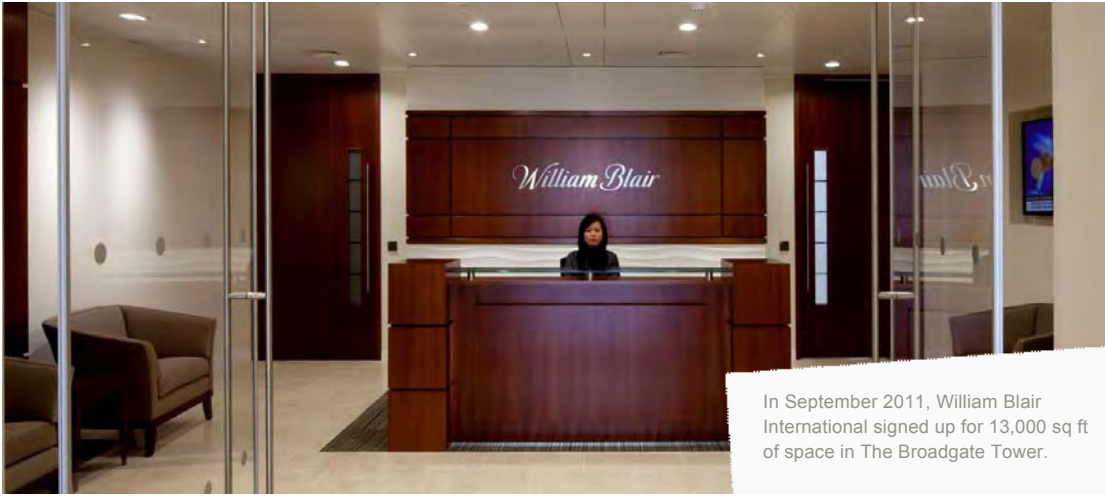 William Blair
n Blair
In September 2011, William Blair
International signed up for 13,000 sq ft
of space in The Broadgate Tower.